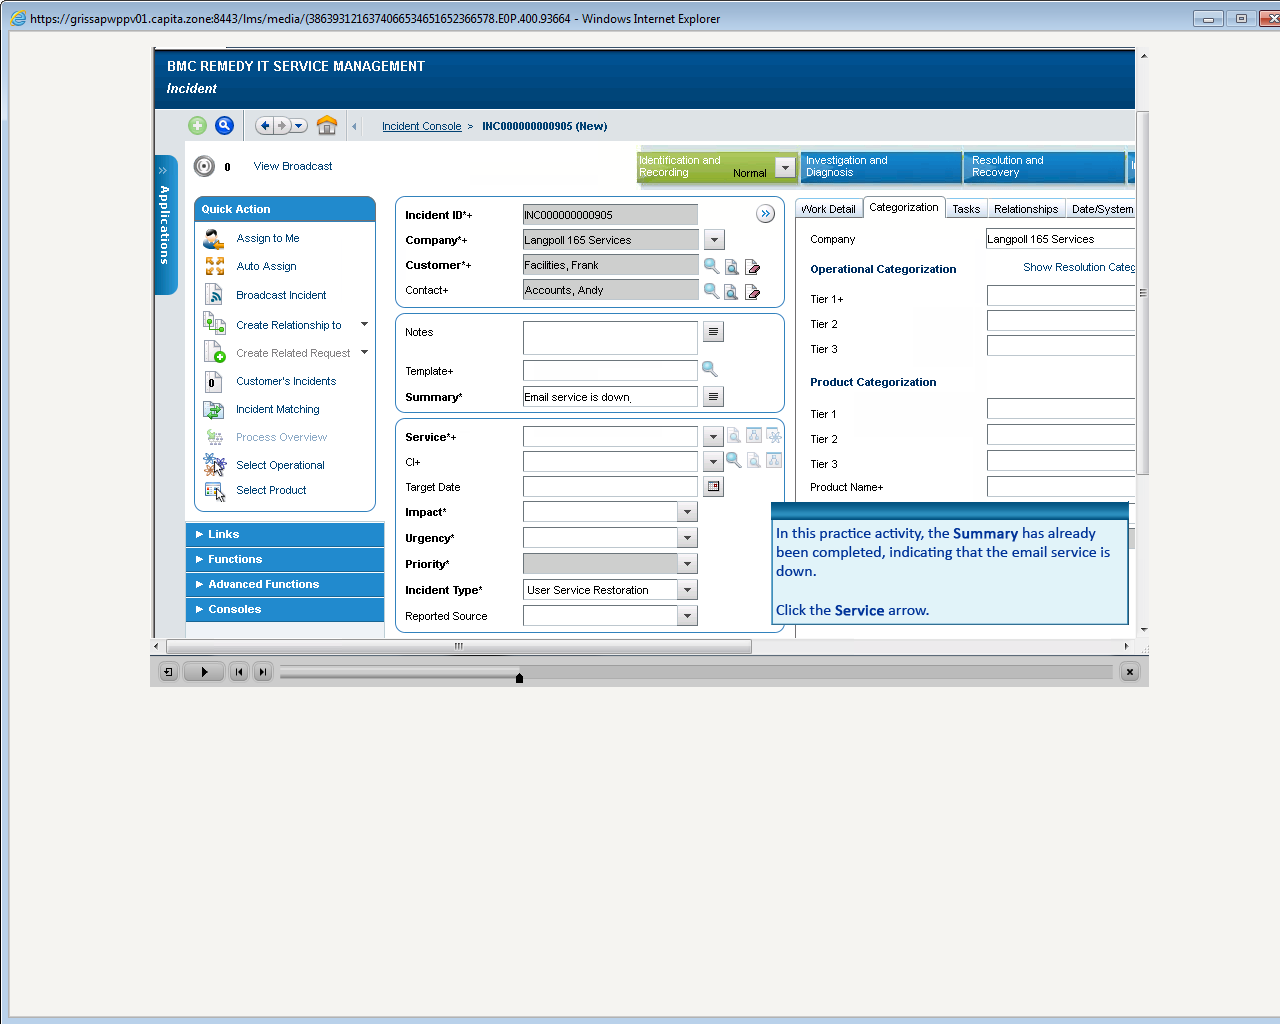 https://grissapwppv01.capita.zone:8443/lms/media/(3863931216374066534651652366578.E0P.400.93664 - Windows Internet Explorer
BMC REMEDY IT SERVICE MANAGEMENT
Incident
Incident Console > INC000000000905 (New)
0 View Broadcast
Identification and Recording Normal
Investigation and Diagnosis
Resolution and Recovery
Applications
Quick Action
Assign to Me
Auto Assign
Broadcast Incident
Create Relationship to
Create Related Request
0 Customer's Incidents
Incident Matching
Process Overview
Select Operational
Select Product
Links
Functions
Advanced Functions
Consoles
Incident ID*+ INC000000000905
Company*+ Langpoll 165 Services
Customer*+ Facilities, Frank
Contact+ Accounts, Andy
Notes
Template+
Summary* Email service is down
Service*+
CI+
Target Date
Impact*
Urgency*
Priority*
Incident Type* User Service Restoration
Reported Source
Work Detail Categorization Tasks Relationships Date/System
Company Langpoll 165 Services
Operational Categorization Show Resolution Categ
Tier 1+
Tier 2
Tier 3
Product Categorization
Tier 1
Tier 2
Tier 3
Product Name+
In this practice activity, the Summary has already
been completed, indicating that the email service is
down.
Click the Service arrow.